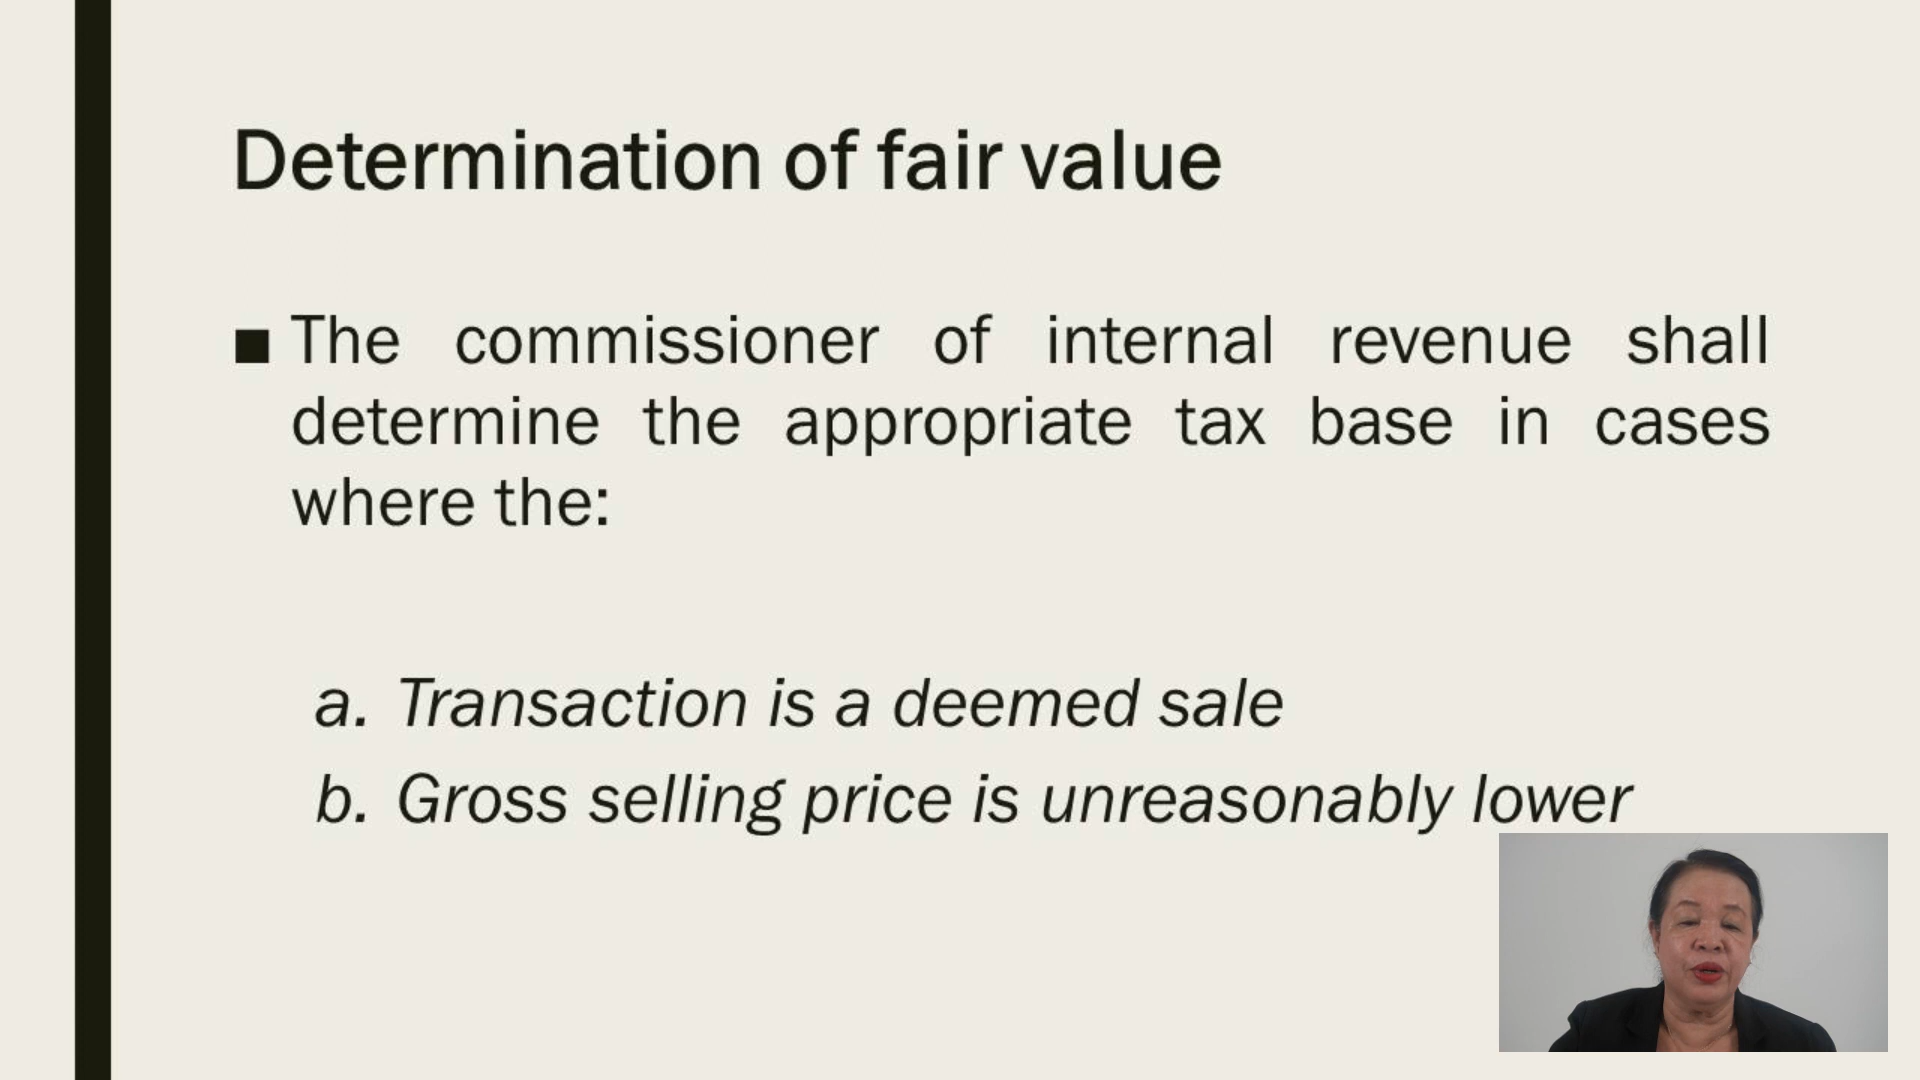 Determination of fair value
■ The commissioner of internal revenue shall
determine the appropriate tax base in cases
where the:
a. Transaction is a deemed sale
b. Gross selling price is unreasonably lower